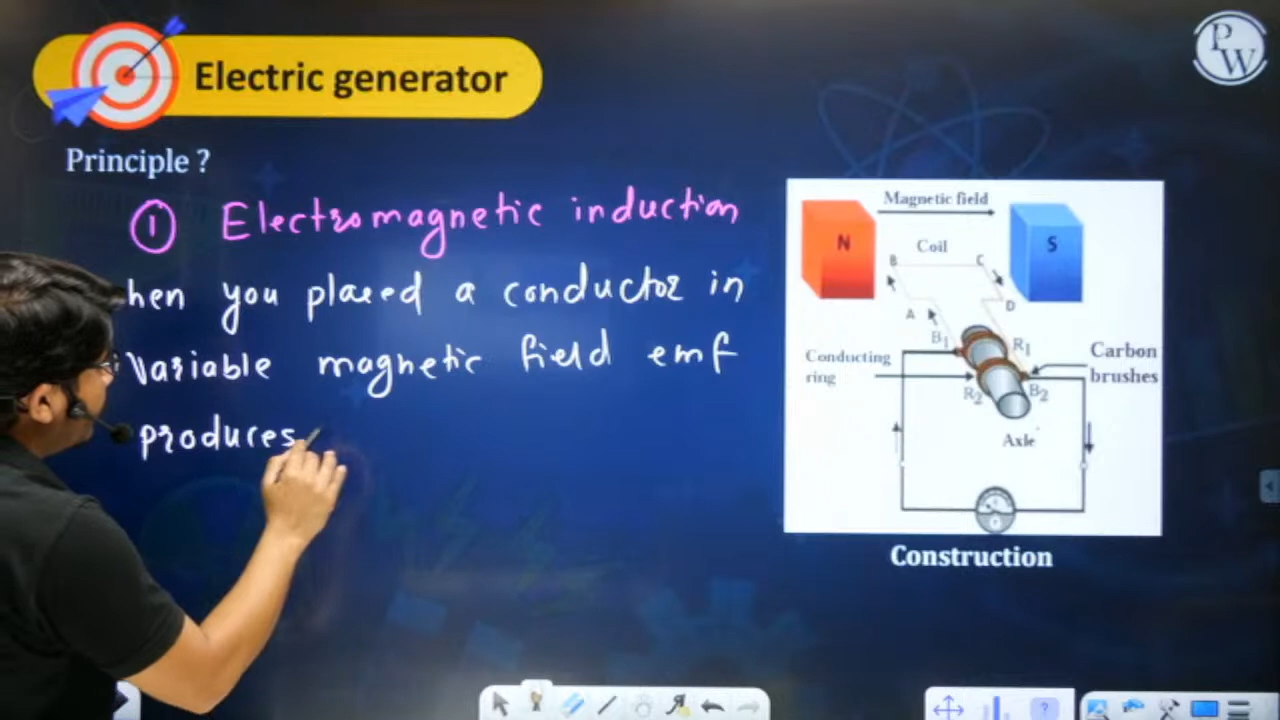 Electric generator
PW
Principle ?
① Electromagnetic induction
hen you placed a conductor in
variable magnetic field emf
produces
Magnetic field
N
S
Coil
B
C
A
D
B1
R1
Conducting
ring
Carbon
brushes
R2
B2
Axle
Construction
?